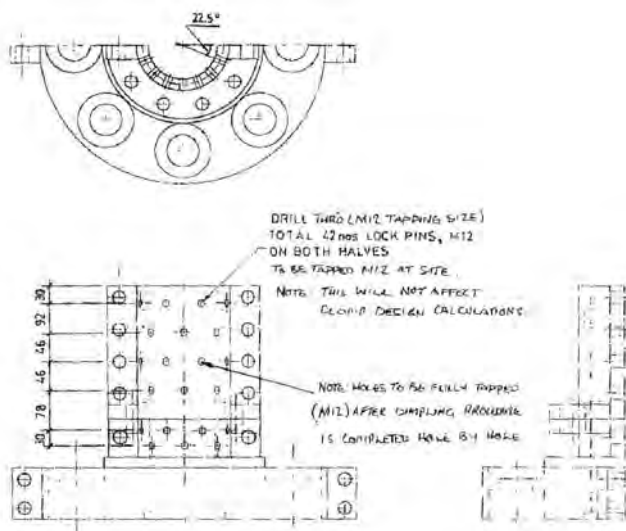 22.5°
DRILL THRO (M12 TAPPING SIZE)
TOTAL 42 nos LOCK PINS, M12
ON BOTH HALVES
TO BE TAPPED M12 AT SITE.
NOTE: THIS WILL NOT AFFECT
DESIGN CALCULATIONS
30
92
46
46
78
30
NOTE: HOLES TO BE FULLY TAPPED
(M12) AFTER DIMPLING PROCEDURE
IS COMPLETED HOLE BY HOLE